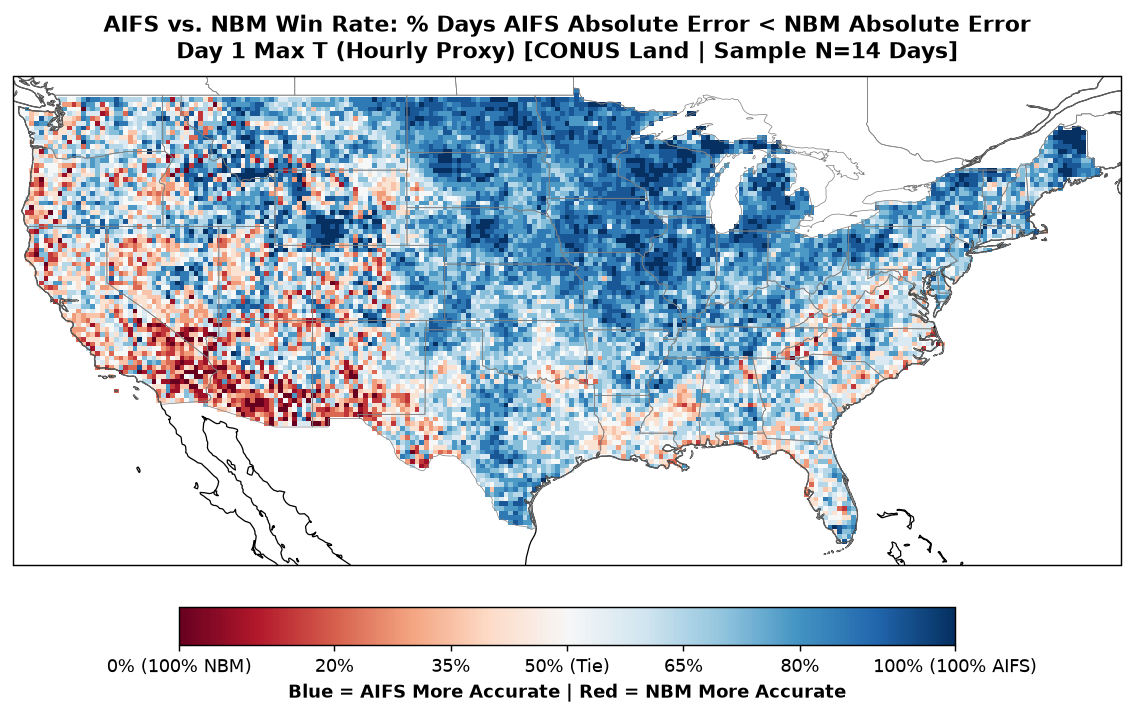 AIFS vs. NBM Win Rate: % Days AIFS Absolute Error < NBM Absolute Error
Day 1 Max T (Hourly Proxy) [CONUS Land | Sample N=14 Days]
0% (100% NBM) 20% 35% 50% (Tie) 65% 80% 100% (100% AIFS)
Blue = AIFS More Accurate | Red = NBM More Accurate